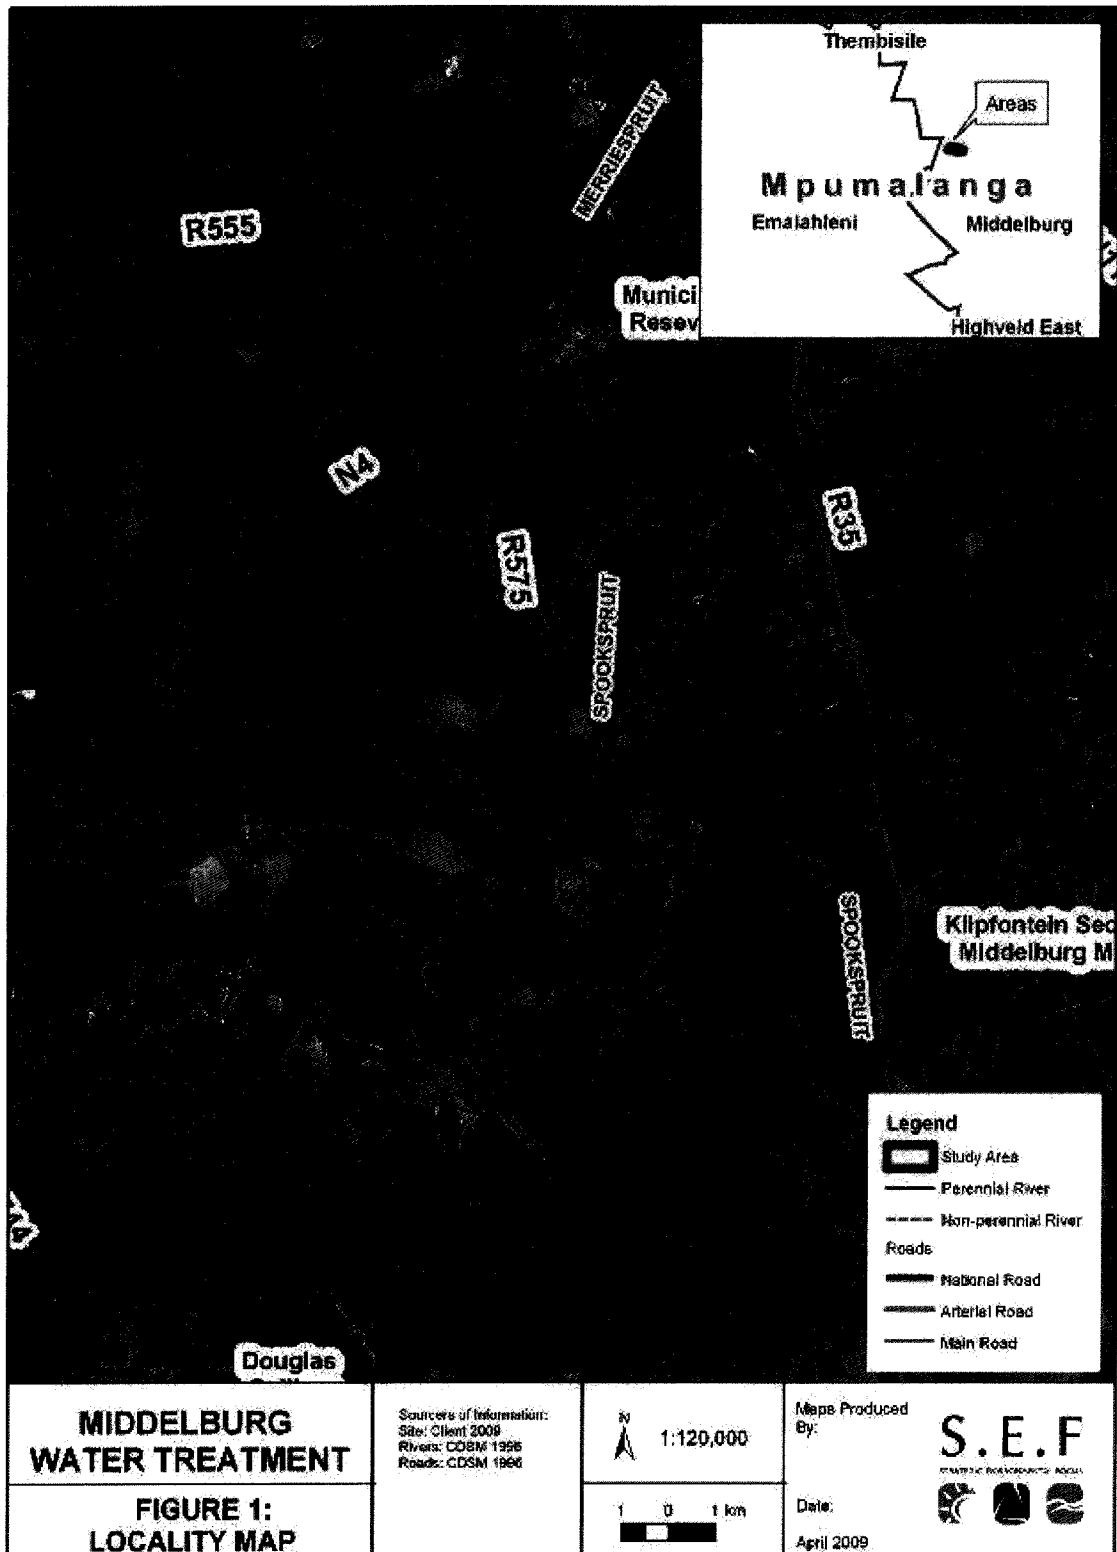 Thembisile
Areas
Mpumalanga
Emalahleni
Middelburg
Highveld East
MERRIESPRUIT
R555
Munici
Resev
N4
R35
R575
SPOOKSPRUIT
SPOOKSPRUIT
Klipfontein Sec
Middelburg M
Legend
Study Area
Perennial River
Non-perennial River
Roads
National Road
Arterial Road
Main Road
Douglas
MIDDELBURG
WATER TREATMENT
FIGURE 1:
LOCALITY MAP
Sources of Information:
Site: Client 2009
Rivers: CDSM 1996
Roads: CDSM 1996
N
1:120,000
1 0 1 km
Maps Produced
By:
S.E.F
Date:
April 2009